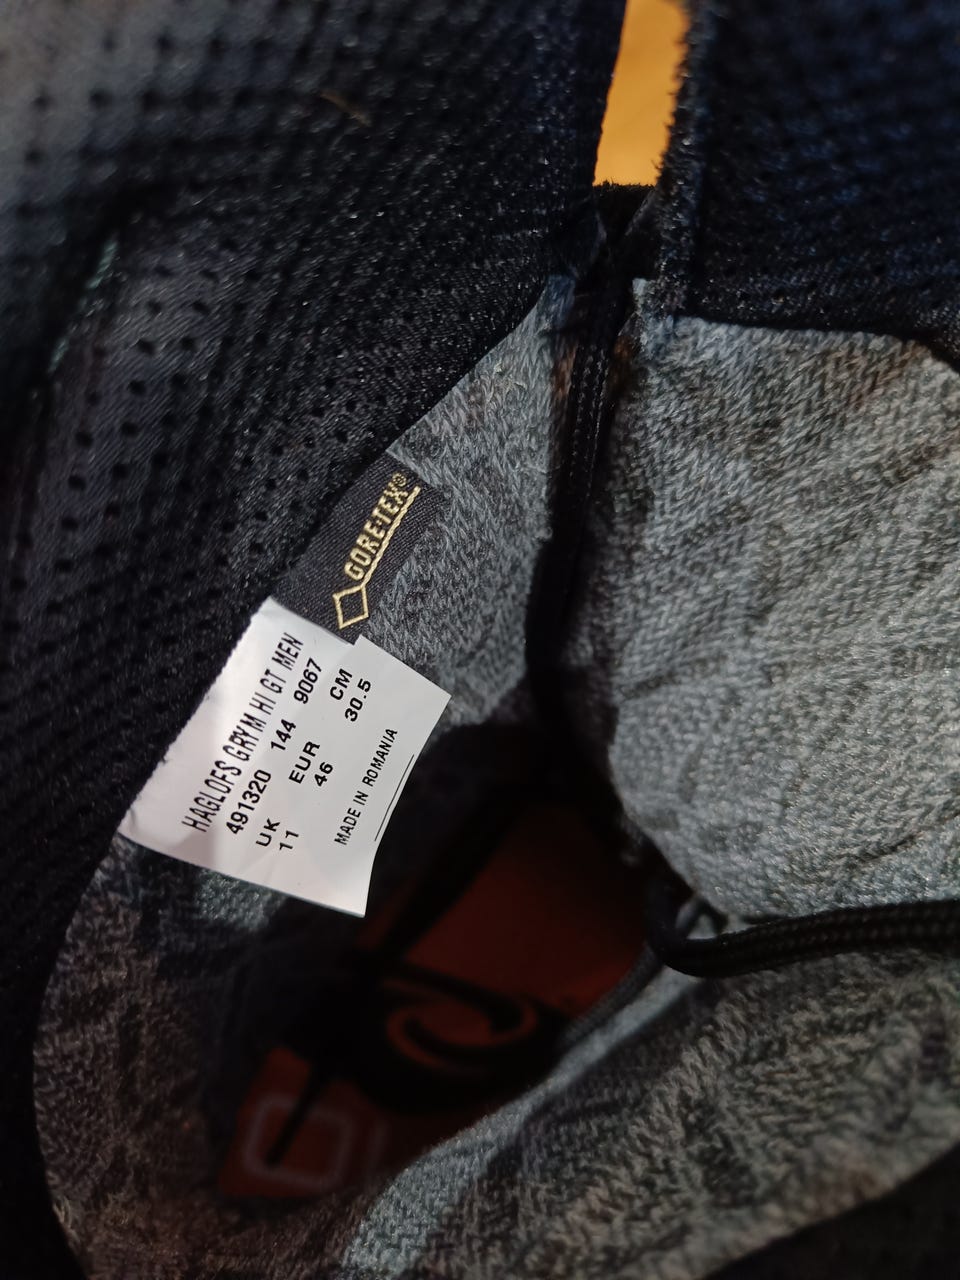 GORE-TEX®
HAGLOFS GRYM HI GT MEN
491320 144 9067
UK EUR CM
11 46 30.5
MADE IN ROMANIA